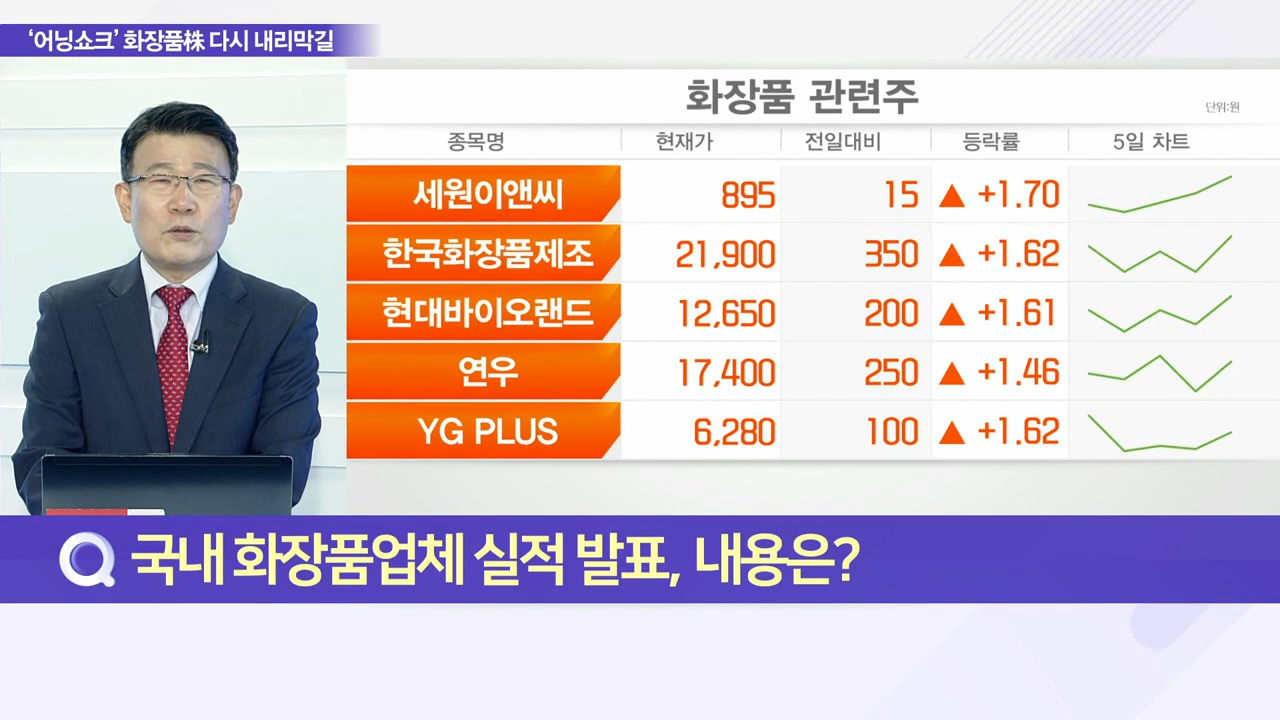 ‘어닝쇼크’ 화장품株 다시 내리막길
화장품 관련주
단위:원
종목명 현재가 전일대비 등락률 5일 차트
세원이앤씨 895 15 ▲ +1.70
한국화장품제조 21,900 350 ▲ +1.62
현대바이오랜드 12,650 200 ▲ +1.61
연우 17,400 250 ▲ +1.46
YG PLUS 6,280 100 ▲ +1.62
국내 화장품업체 실적 발표, 내용은?